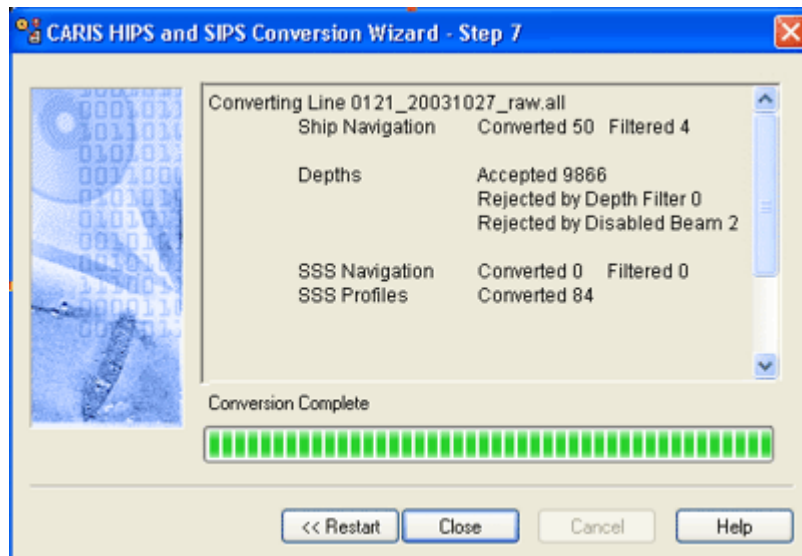 CARIS HIPS and SIPS Conversion Wizard - Step 7
Converting Line 0121_20031027_raw.all
Ship Navigation Converted 50 Filtered 4
Depths Accepted 9866
Rejected by Depth Filter 0
Rejected by Disabled Beam 2
SSS Navigation Converted 0 Filtered 0
SSS Profiles Converted 84
Conversion Complete
<< Restart Close Cancel Help